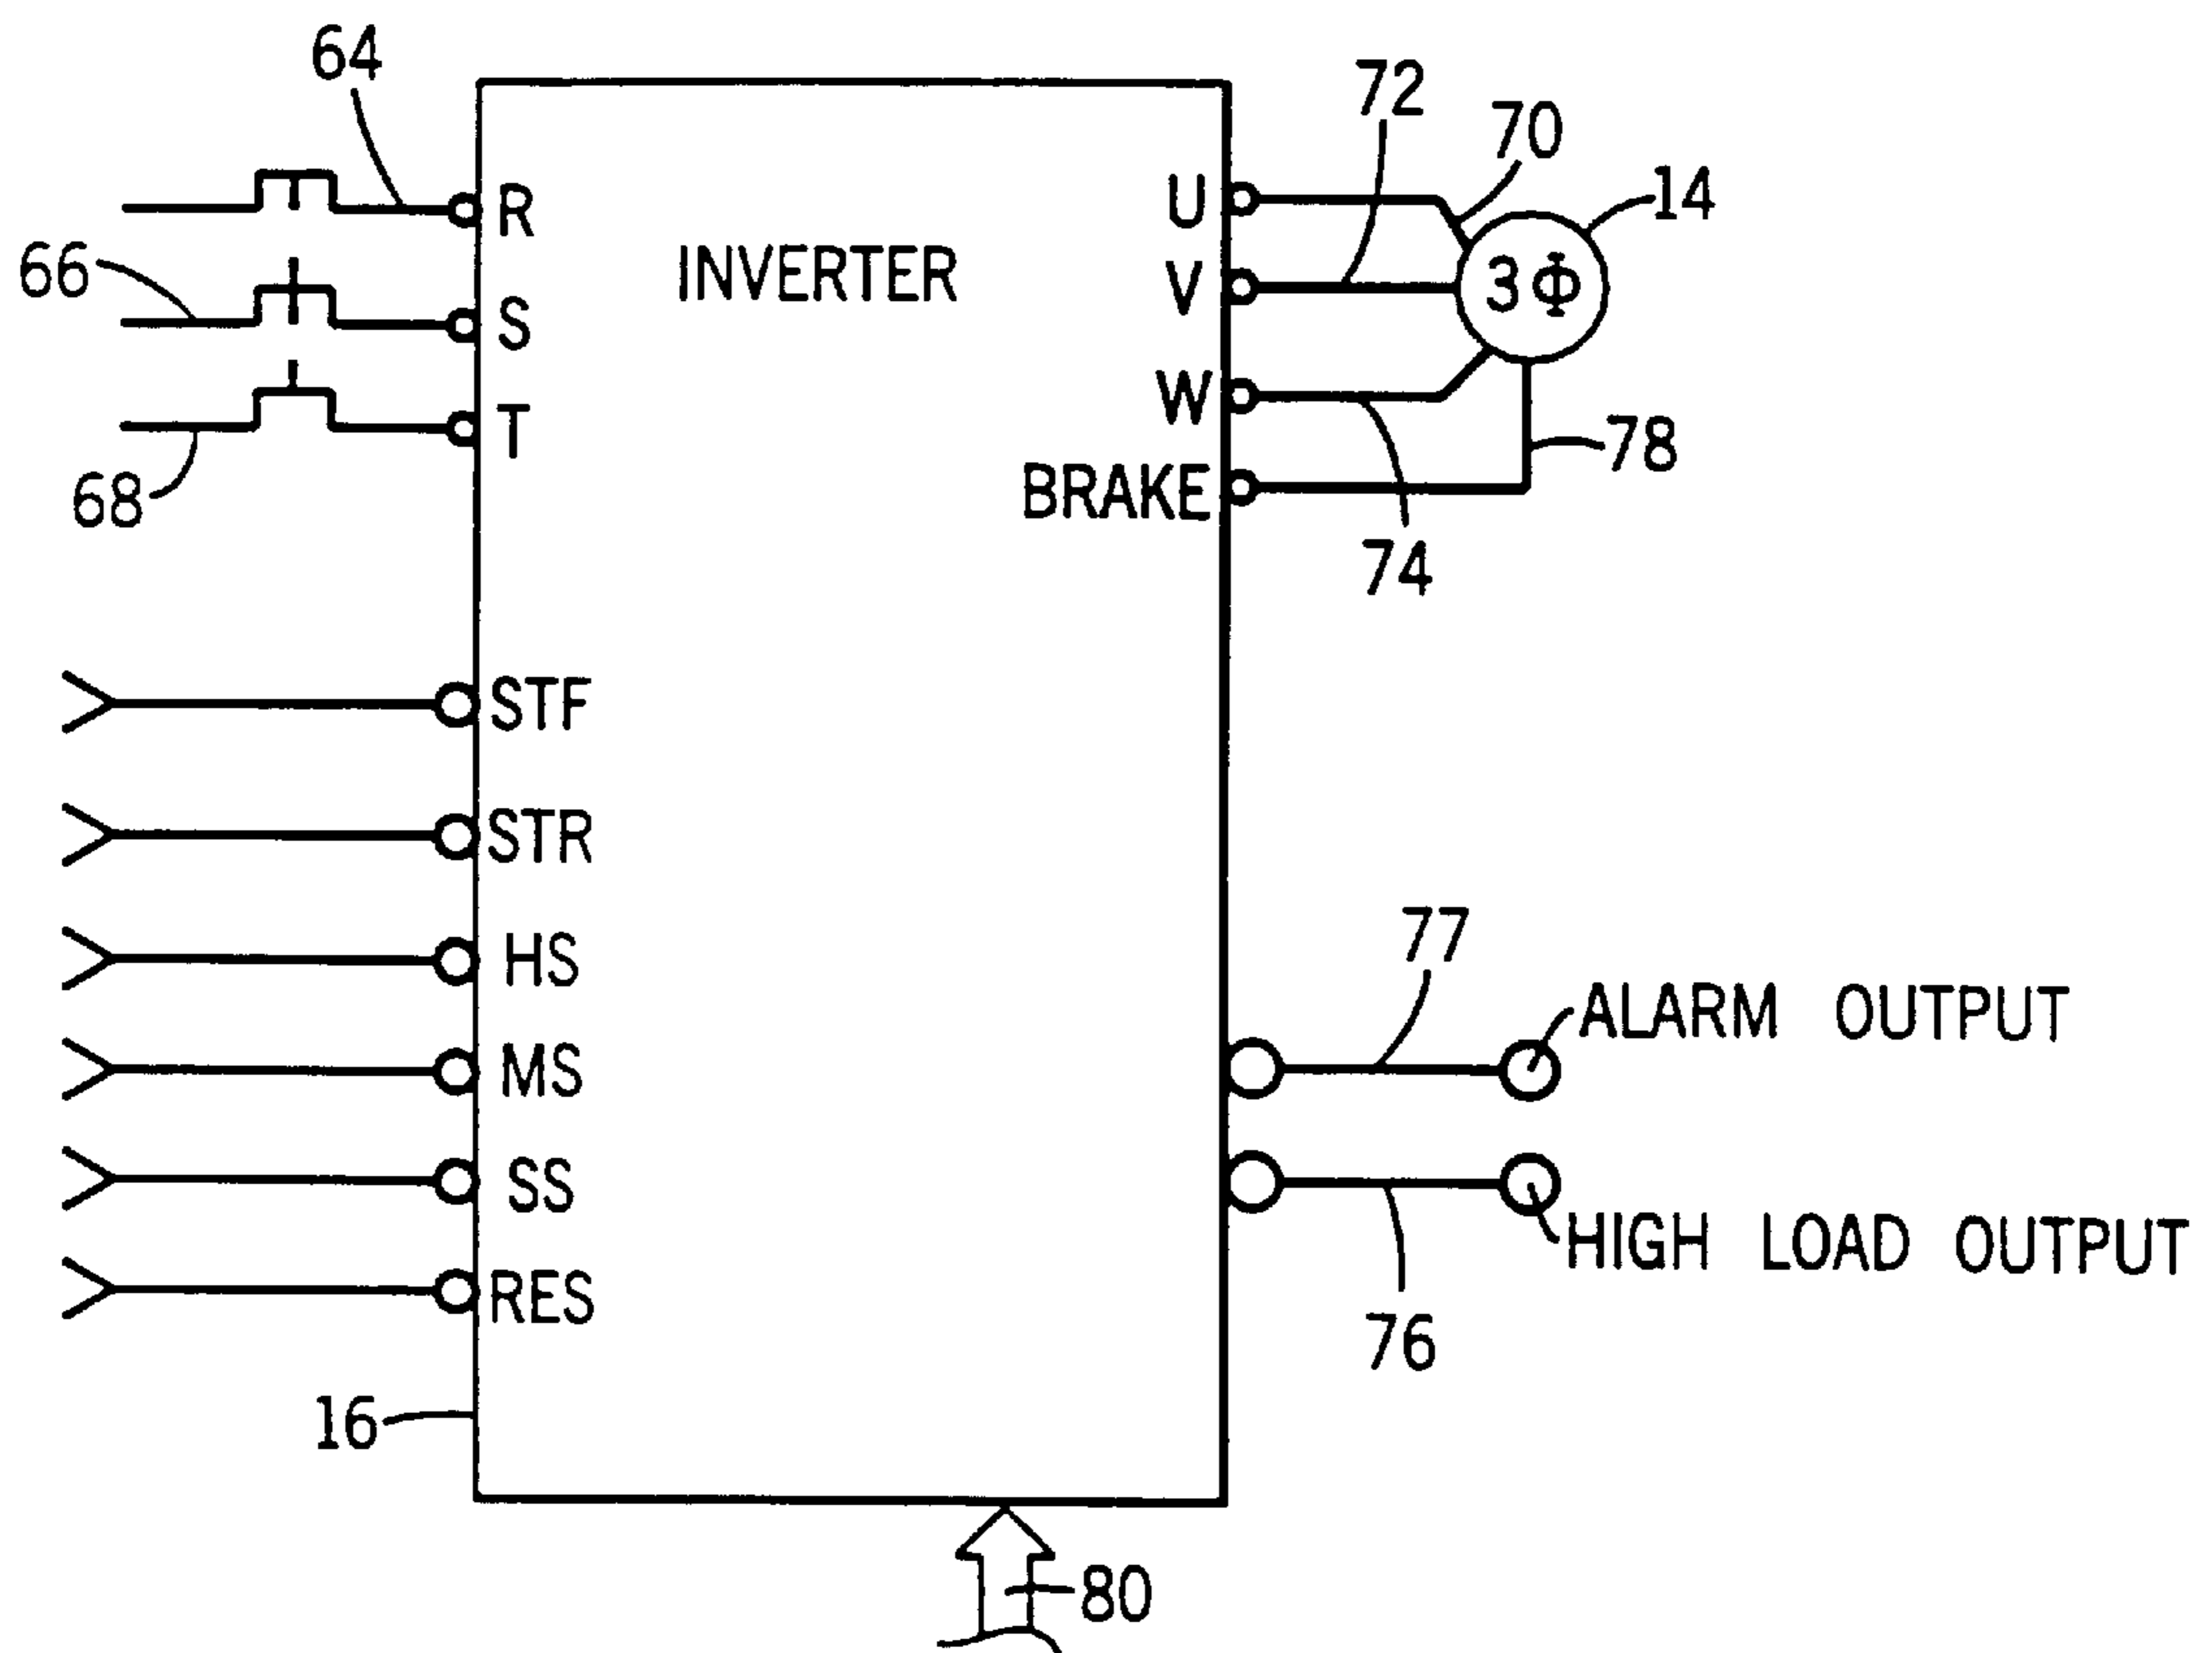 64
72
70
14
R
U
66
INVERTER
V
3Φ
S
W
T
78
68
BRAKE
74
STF
STR
77
HS
ALARM OUTPUT
MS
SS
HIGH LOAD OUTPUT
RES
76
16
80